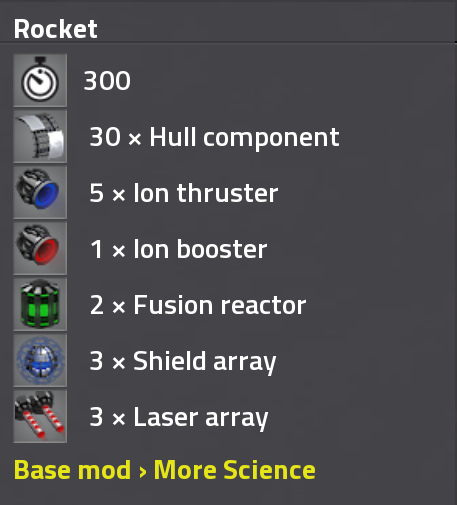 Rocket
300
30 × Hull component
5 × Ion thruster
1 × Ion booster
2 × Fusion reactor
3 × Shield array
3 × Laser array
Base mod › More Science